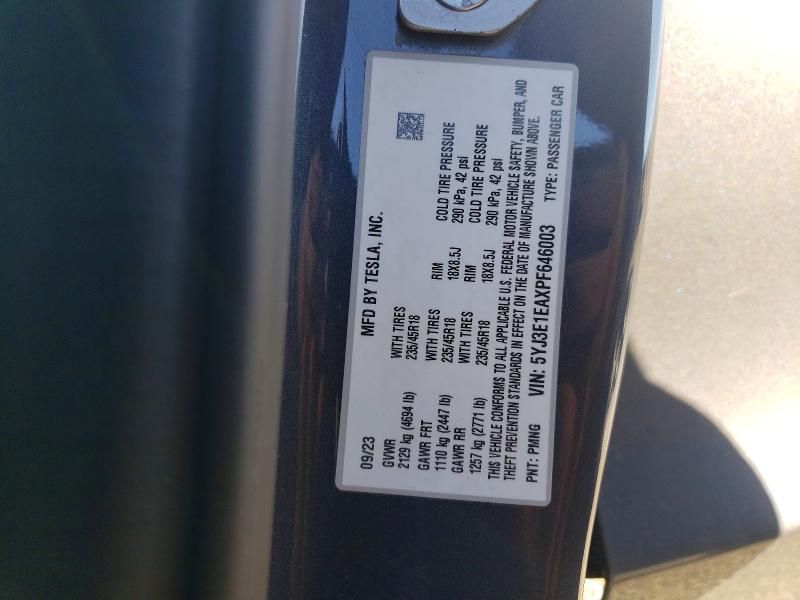 09/23 MFD BY TESLA, INC.
GVWR WITH TIRES
2129 kg (4694 lb) 235/45R18
GAWR FRT WITH TIRES RIM COLD TIRE PRESSURE
1110 kg (2447 lb) 235/45R18 18X8.5J 290 kPa, 42 psi
GAWR RR WITH TIRES RIM COLD TIRE PRESSURE
1257 kg (2771 lb) 235/45R18 18X8.5J 290 kPa, 42 psi
THIS VEHICLE CONFORMS TO ALL APPLICABLE U.S. FEDERAL MOTOR VEHICLE SAFETY, BUMPER, AND
THEFT PREVENTION STANDARDS IN EFFECT ON THE DATE OF MANUFACTURE SHOWN ABOVE.
PNT: PMNG VIN: 5YJ3E1EAXPF646003 TYPE: PASSENGER CAR